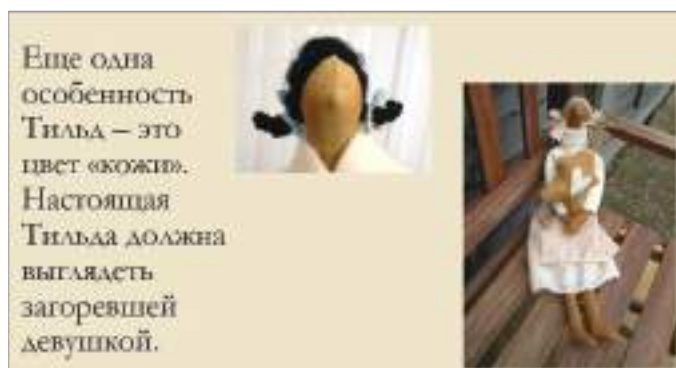 Еще одна
особенность
Тильд – это
цвет «кожи».
Настоящая
Тильда должна
выглядеть
загоревшей
девушкой.